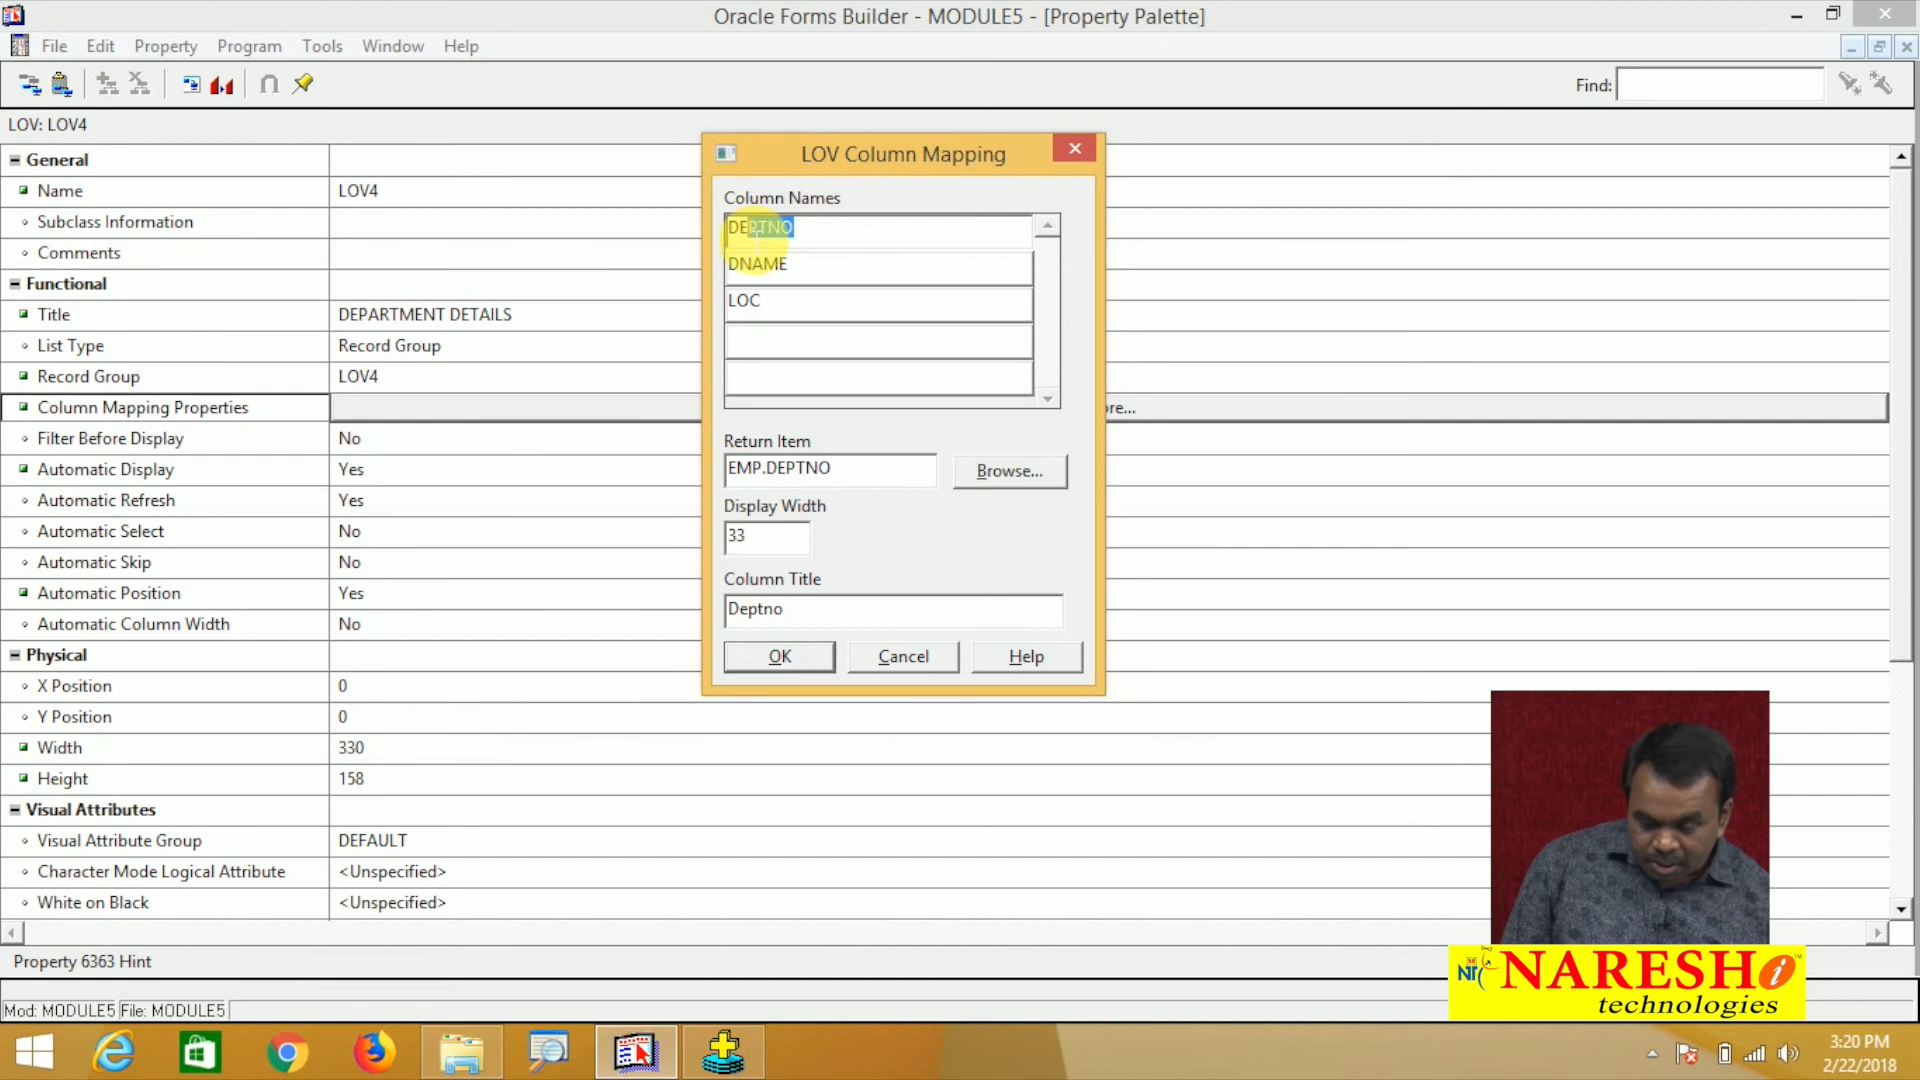 Oracle Forms Builder - MODULE5 - [Property Palette]
File Edit Property Program Tools Window Help
Find:
LOV: LOV4
General
Name LOV4
Subclass Information
Comments
Functional
Title DEPARTMENT DETAILS
List Type Record Group
Record Group LOV4
Column Mapping Properties re...
Filter Before Display No
Automatic Display Yes
Automatic Refresh Yes
Automatic Select No
Automatic Skip No
Automatic Position Yes
Automatic Column Width No
Physical
X Position 0
Y Position 0
Width 330
Height 158
Visual Attributes
Visual Attribute Group DEFAULT
Character Mode Logical Attribute <Unspecified>
White on Black <Unspecified>
LOV Column Mapping
Column Names
DEPTNO
DNAME
LOC
Return Item
EMP.DEPTNO Browse...
Display Width
33
Column Title
Deptno
OK Cancel Help
Property 6363 Hint
Mod: MODULE5 File: MODULE5
NARESH i
technologies
3:20 PM
2/22/2018